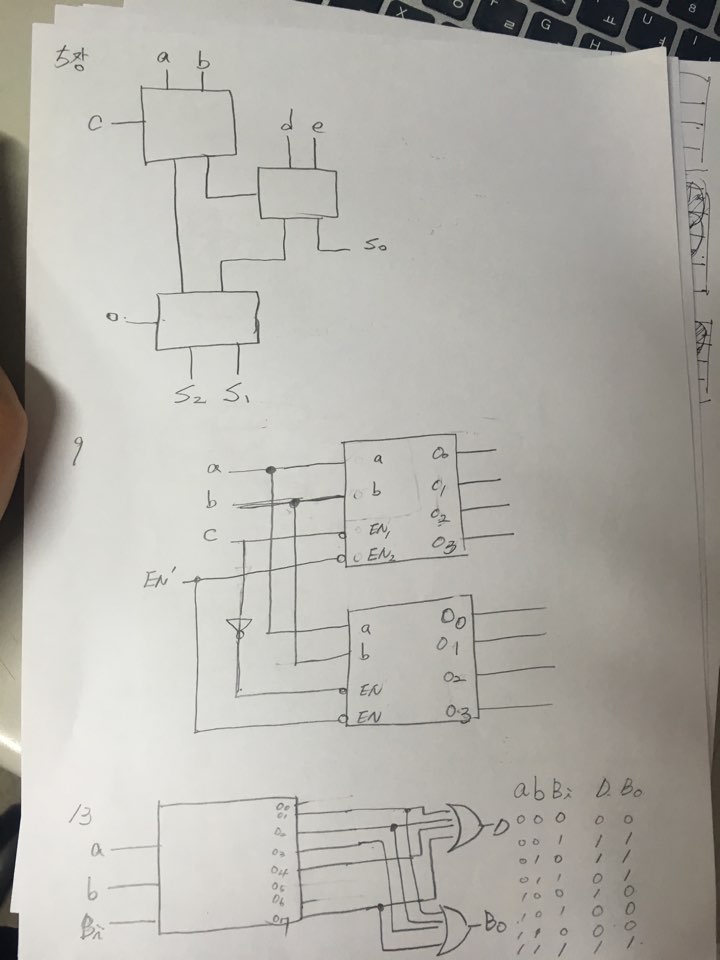 5장
a b
c
d e
S0
0
S2 S1
9
a
b
c
EN'
a O0
b O1
EN1 O2
EN2 O3
a O0
b O1
EN O2
EN O3
13
a
b
Bi
O0
O1
O2
O3
O4
O5
O6
O7
D
B0
a b Bi D B0
0 0 0 0 0
0 0 1 1 1
0 1 0 1 1
0 1 1 0 1
1 0 0 1 0
1 0 1 0 0
1 1 0 0 0
1 1 1 1 1
X
G
H
U
I
8
ㅍ